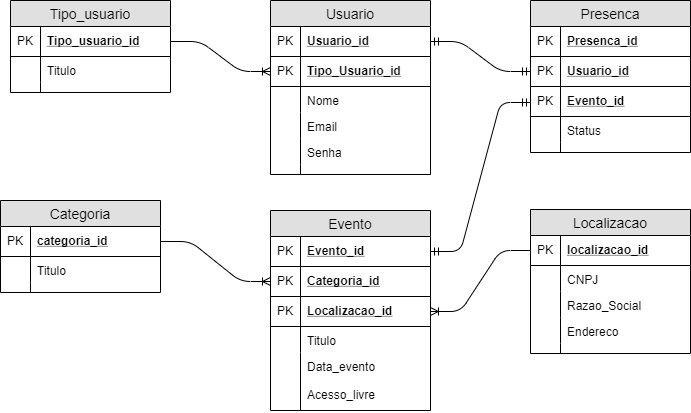 Tipo_usuario
PK Tipo_usuario_id
Titulo
Usuario
PK Usuario_id
PK Tipo_Usuario_id
Nome
Email
Senha
Presenca
PK Presenca_id
PK Usuario_id
PK Evento_id
Status
Categoria
PK categoria_id
Titulo
Evento
PK Evento_id
PK Categoria_id
PK Localizacao_id
Titulo
Data_evento
Acesso_livre
Localizacao
PK localizacao_id
CNPJ
Razao_Social
Endereco